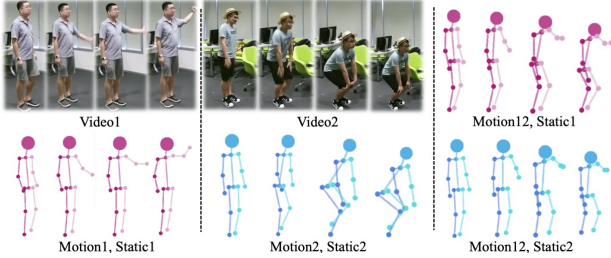 Video1
Video2
Motion12, Static1
Motion1, Static1
Motion2, Static2
Motion12, Static2